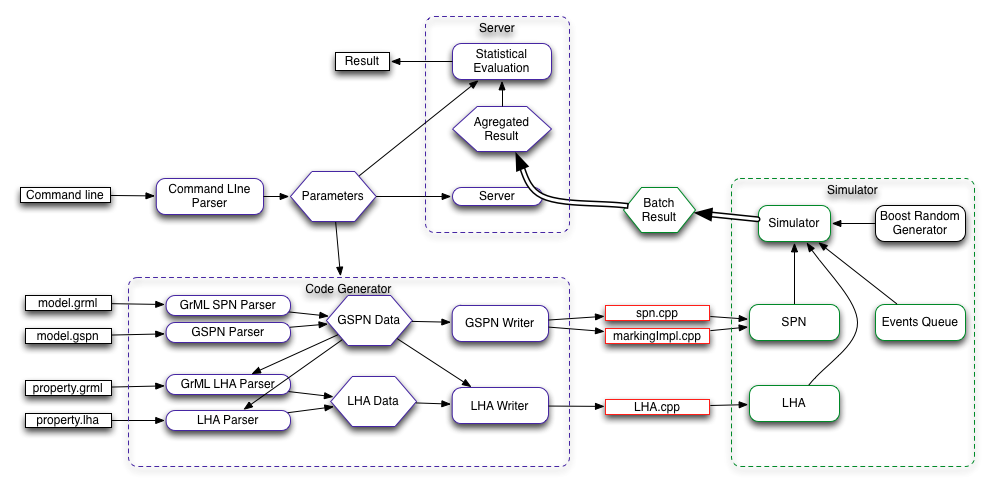 Server
Result
Statistical
Evaluation
Agregated
Result
Command line
Command LIne
Parser
Parameters
Server
Batch
Result
Simulator
Simulator
Boost Random
Generator
Code Generator
model.grml
GrML SPN Parser
GSPN Data
GSPN Writer
spn.cpp
SPN
Events Queue
model.gspn
GSPN Parser
markingImpl.cpp
property.grml
GrML LHA Parser
LHA Data
LHA Writer
LHA.cpp
LHA
property.lha
LHA Parser